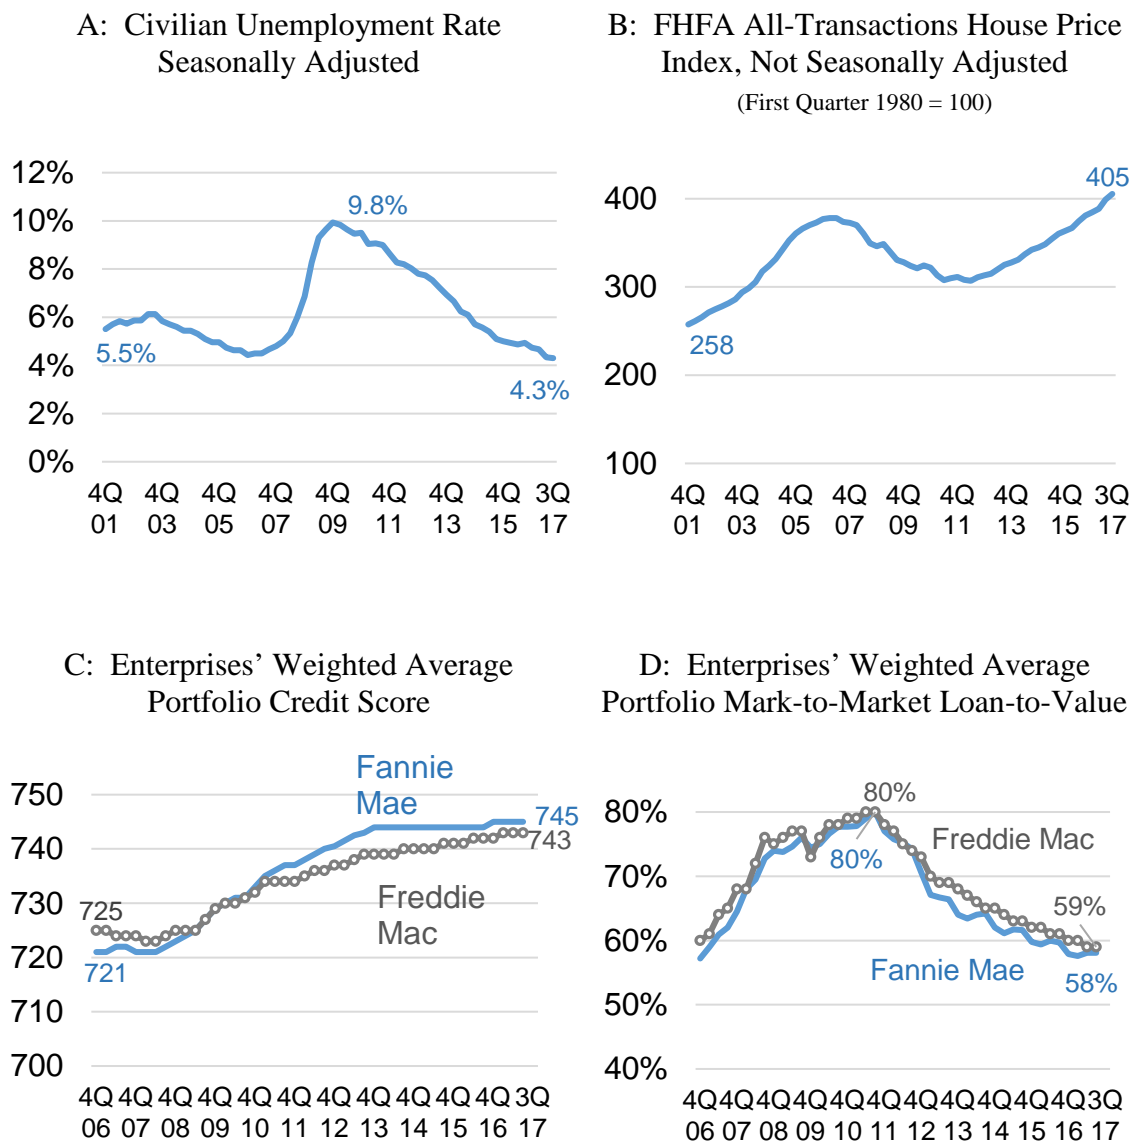 A: Civilian Unemployment Rate
Seasonally Adjusted
12%
10%
8%
6%
4%
2%
0%
9.8%
5.5%
4.3%
4Q 4Q 4Q 4Q 4Q 4Q 4Q 4Q 3Q
01 03 05 07 09 11 13 15 17
B: FHFA All-Transactions House Price
Index, Not Seasonally Adjusted
(First Quarter 1980 = 100)
400
300
200
100
405
258
4Q 4Q 4Q 4Q 4Q 4Q 4Q 4Q 3Q
01 03 05 07 09 11 13 15 17
C: Enterprises’ Weighted Average
Portfolio Credit Score
750
740
730
720
710
700
Fannie
Mae
745
743
725
721
Freddie
Mac
4Q 4Q 4Q 4Q 4Q 4Q 4Q 4Q 4Q 4Q 4Q 3Q
06 07 08 09 10 11 12 13 14 15 16 17
D: Enterprises’ Weighted Average
Portfolio Mark-to-Market Loan-to-Value
80%
70%
60%
50%
40%
80%
Freddie Mac
80%
59%
Fannie Mae
58%
4Q 4Q 4Q 4Q 4Q 4Q 4Q 4Q 4Q 4Q 4Q 3Q
06 07 08 09 10 11 12 13 14 15 16 17